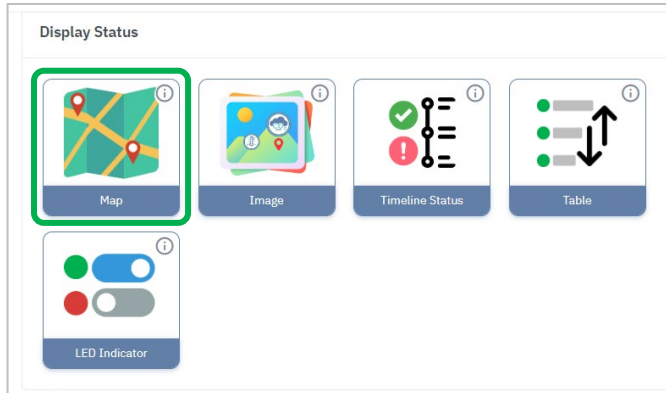 Display Status
Map
Image
Timeline Status
Table
LED Indicator